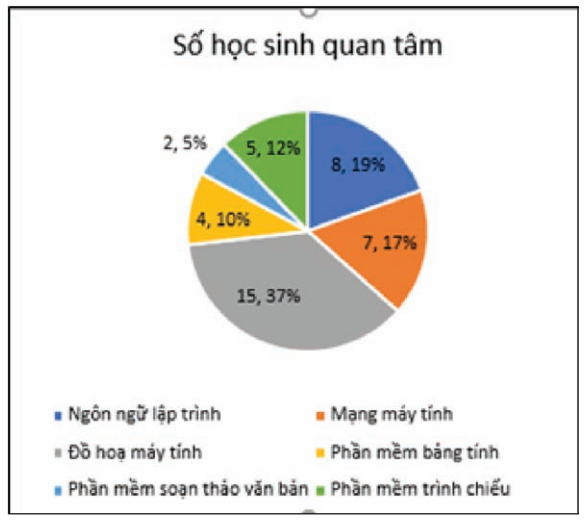 Số học sinh quan tâm
2, 5%
5, 12%
8, 19%
4, 10%
7, 17%
15, 37%
Ngôn ngữ lập trình
Mạng máy tính
Đồ hoạ máy tính
Phần mềm bảng tính
Phần mềm soạn thảo văn bản
Phần mềm trình chiếu